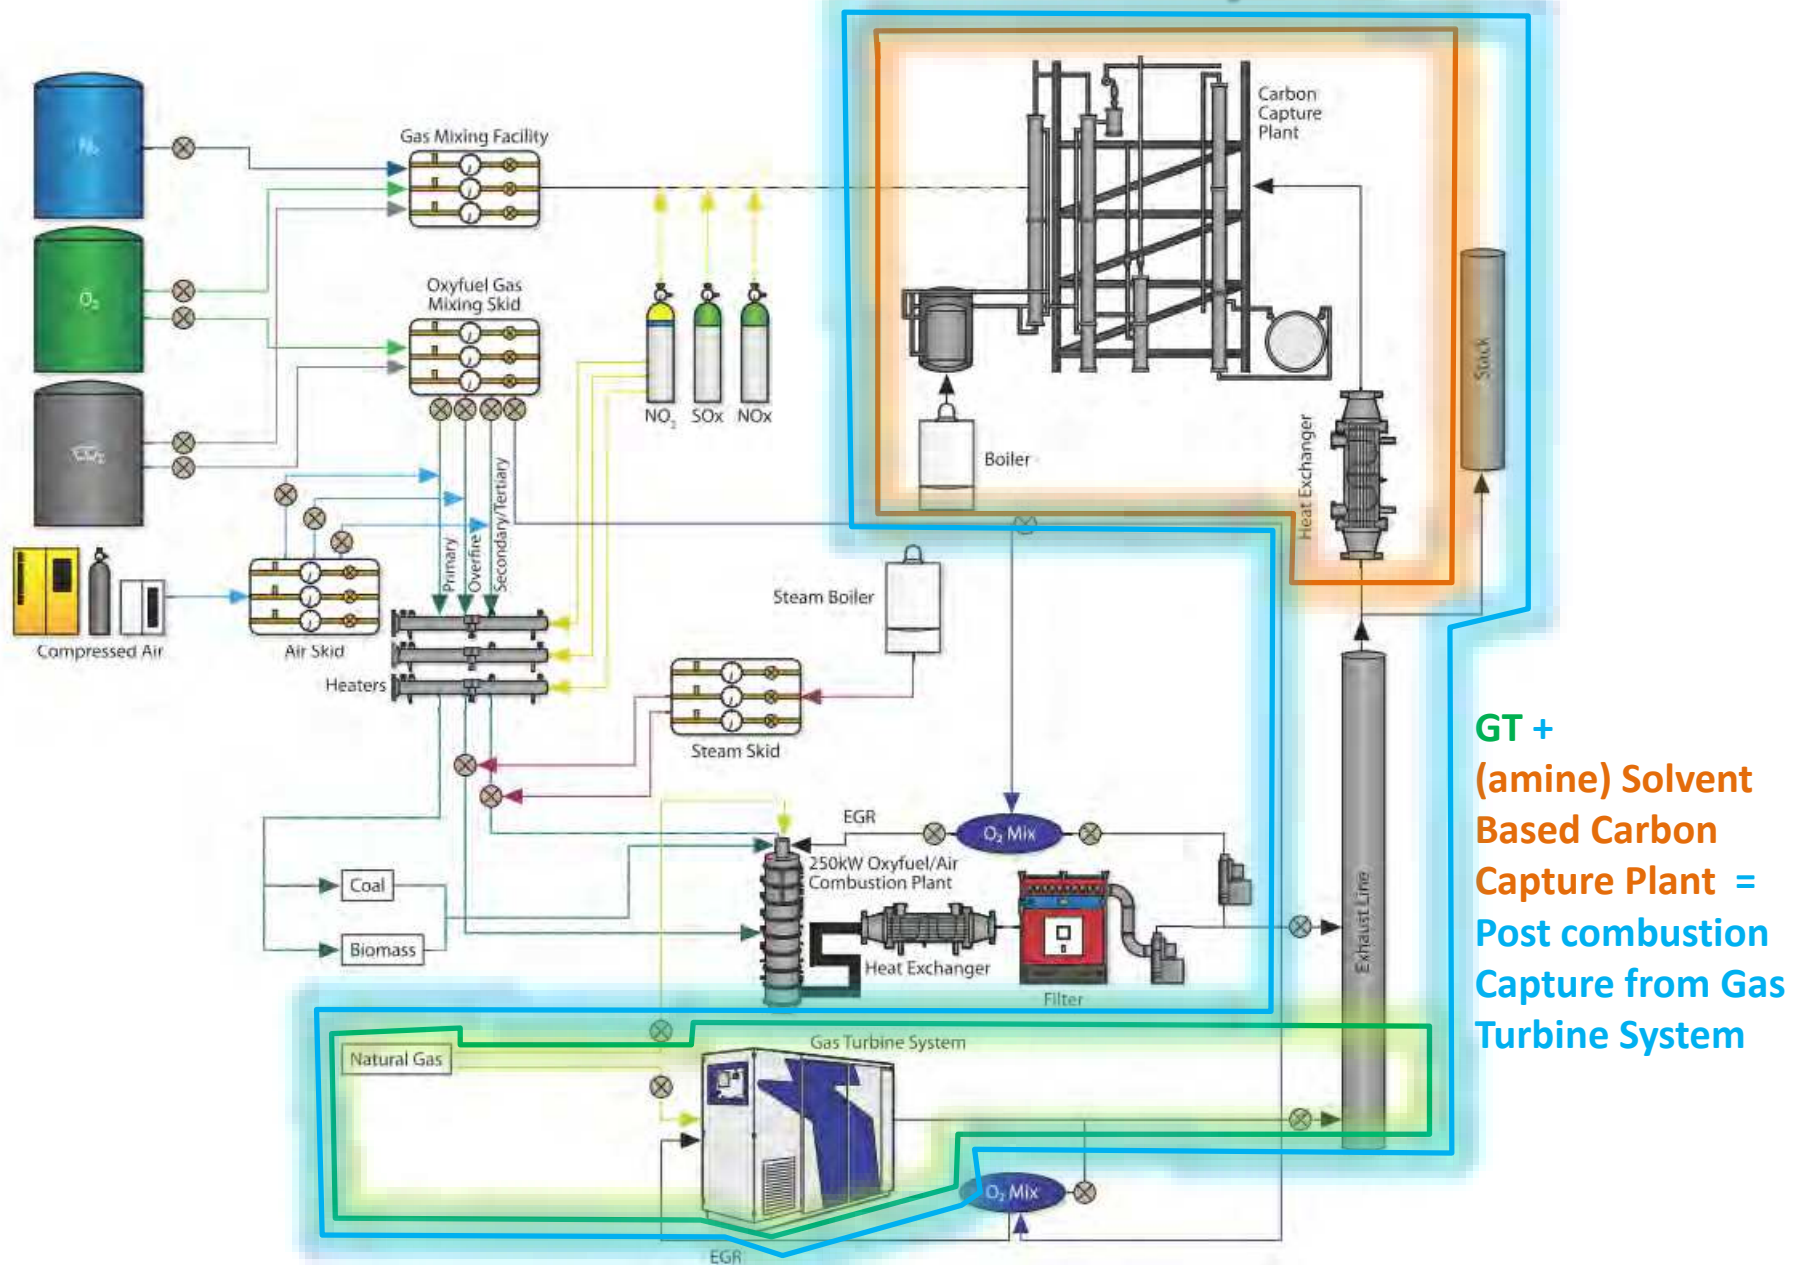 N₂
Gas Mixing Facility
Carbon
Capture
Plant
O₂
Oxyfuel Gas
Mixing Skid
Stack
NO₂
SOx
NOx
CO₂
Boiler
Heat Exchanger
Primary
Overfire
Secondary/Tertiary
Steam Boiler
Compressed Air
Air Skid
Heaters
Steam Skid
GT +
(amine) Solvent
Based Carbon
Capture Plant =
Post combustion
Capture from Gas
Turbine System
EGR
O₂ Mix
250kW Oxyfuel/Air
Combustion Plant
Coal
Biomass
Heat Exchanger
Filter
Exhaust Line
Gas Turbine System
Natural Gas
O₂ Mix
EGR